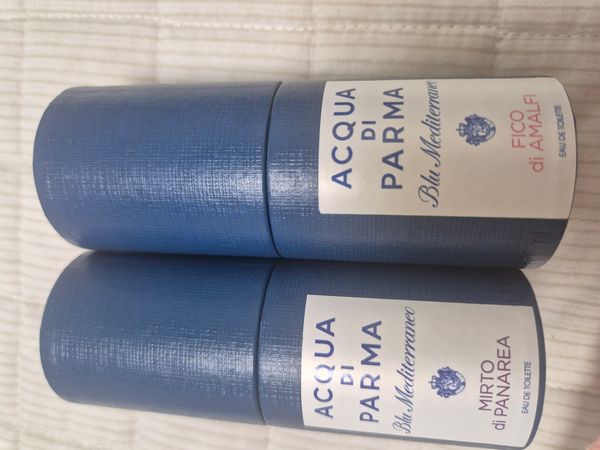 ACQUA
DI
PARMA
Blu Mediterraneo
FICO
di AMALFI
EAU DE TOILETTE
ACQUA
DI
PARMA
Blu Mediterraneo
MIRTO
di PANAREA
EAU DE TOILETTE